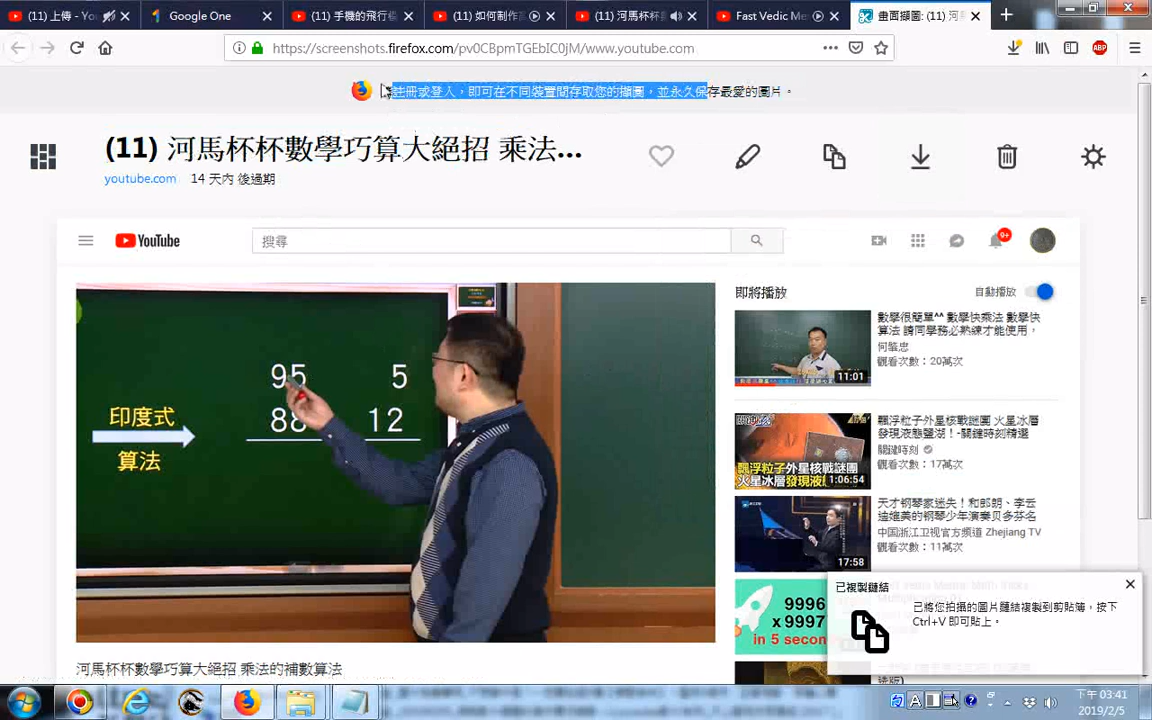 (11) 上傳 - You
Google One
(11) 手機的飛行模
(11) 如何制作高
(11) 河馬杯杯數
Fast Vedic Me
畫面擷圖: (11) 河馬
https://screenshots.firefox.com/pv0CBpmTGEbIC0jM/www.youtube.com
ABP
註冊或登入，即可在不同裝置間存取您的擷圖，並永久保存最愛的圖片。
(11) 河馬杯杯數學巧算大絕招 乘法...
youtube.com 14 天內 後過期
YouTube
搜尋
9+
95 5
88 12
印度式
算法
即將播放
自動播放
數學很簡單^^ 數學快乘法 數學快
算法 請同學務必熟練才能使用，
何肇忠
觀看次數：20萬次
11:01
飄浮粒子外星核戰謎團 火星冰層
發現液態鹽湖！-關鍵時刻精選
關鍵時刻
觀看次數：17萬次
飄浮粒子外星核戰謎團
火星冰層發現液
1:06:54
天才钢琴家迷失！和郎朗、李云
迪媲美的钢琴少年演奏贝多芬名
中国浙江卫视官方频道 Zhejiang TV
觀看次數：11萬次
17:58
9996
x 9997
in 5 second
已複製鏈結
已將您拍攝的圖片鏈結複製到剪貼簿，按下
Ctrl+V 即可貼上。
河馬杯杯數學巧算大絕招 乘法的補數算法
下午 03:41
2019/2/5